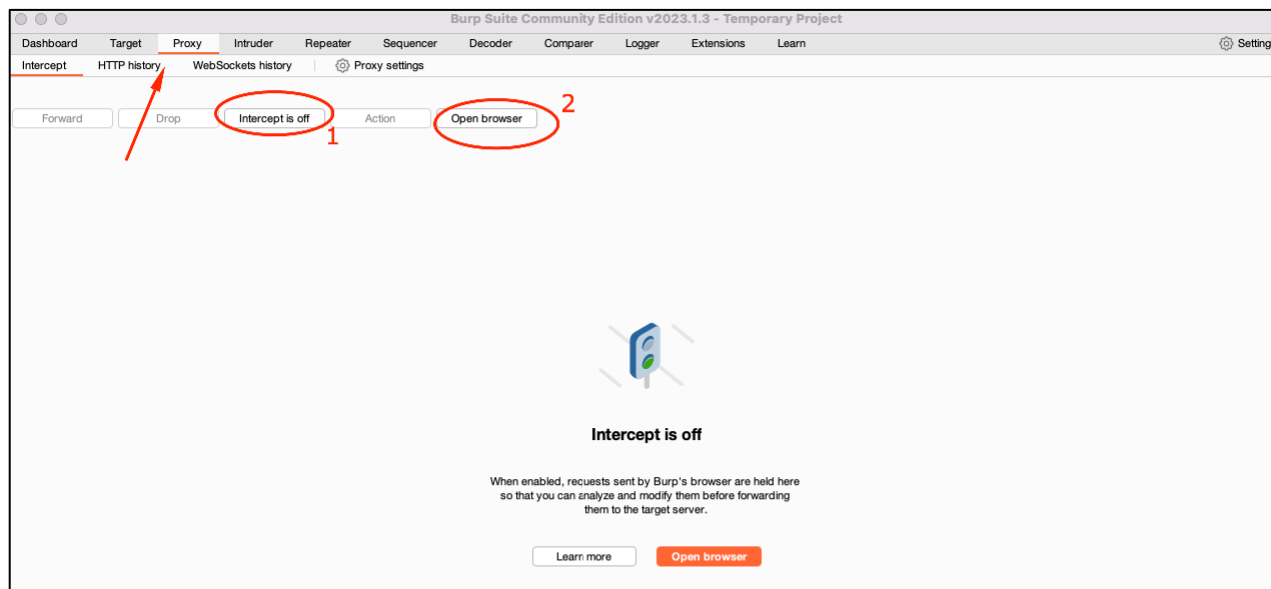 Burp Suite Community Edition v2023.1.3 - Temporary Project
Dashboard Target Proxy Intruder Repeater Sequencer Decoder Comparer Logger Extensions Learn Setting
Intercept HTTP history WebSockets history Proxy settings
Forward Drop Intercept is off Action Open browser
1 2
Intercept is off
When enabled, requests sent by Burp's browser are held here
so that you can analyze and modify them before forwarding
them to the target server.
Learn more Open browser